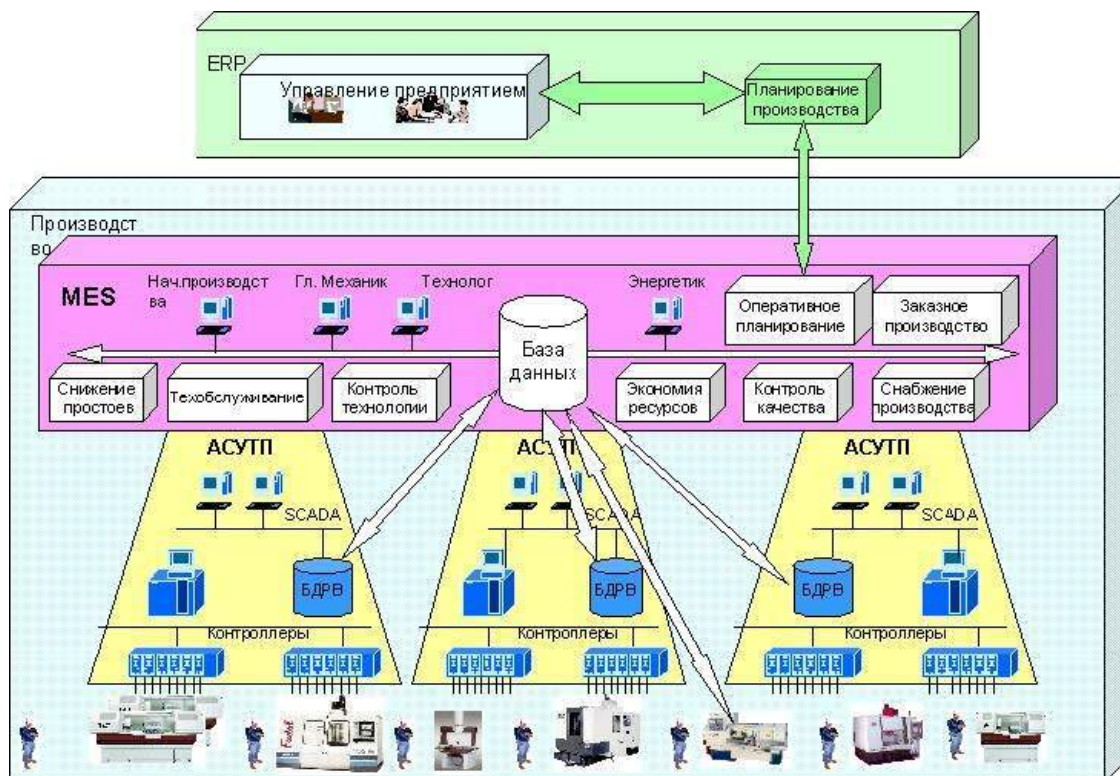 ERP
Управление предприятием
Планирование
производства
Производст
во
MES
Нач.производст
ва
Гл. Механик
Технолог
Энергетик
Оперативное
планирование
Заказное
производство
База
данных
Снижение
простоев
Техобслуживание
Контроль
технологии
Экономия
ресурсов
Контроль
качества
Снабжение
производства
АСУТП
АСУТП
АСУТП
SCADA
SCADA
SCADA
БДРВ
БДРВ
БДРВ
Контроллеры
Контроллеры
Контроллеры